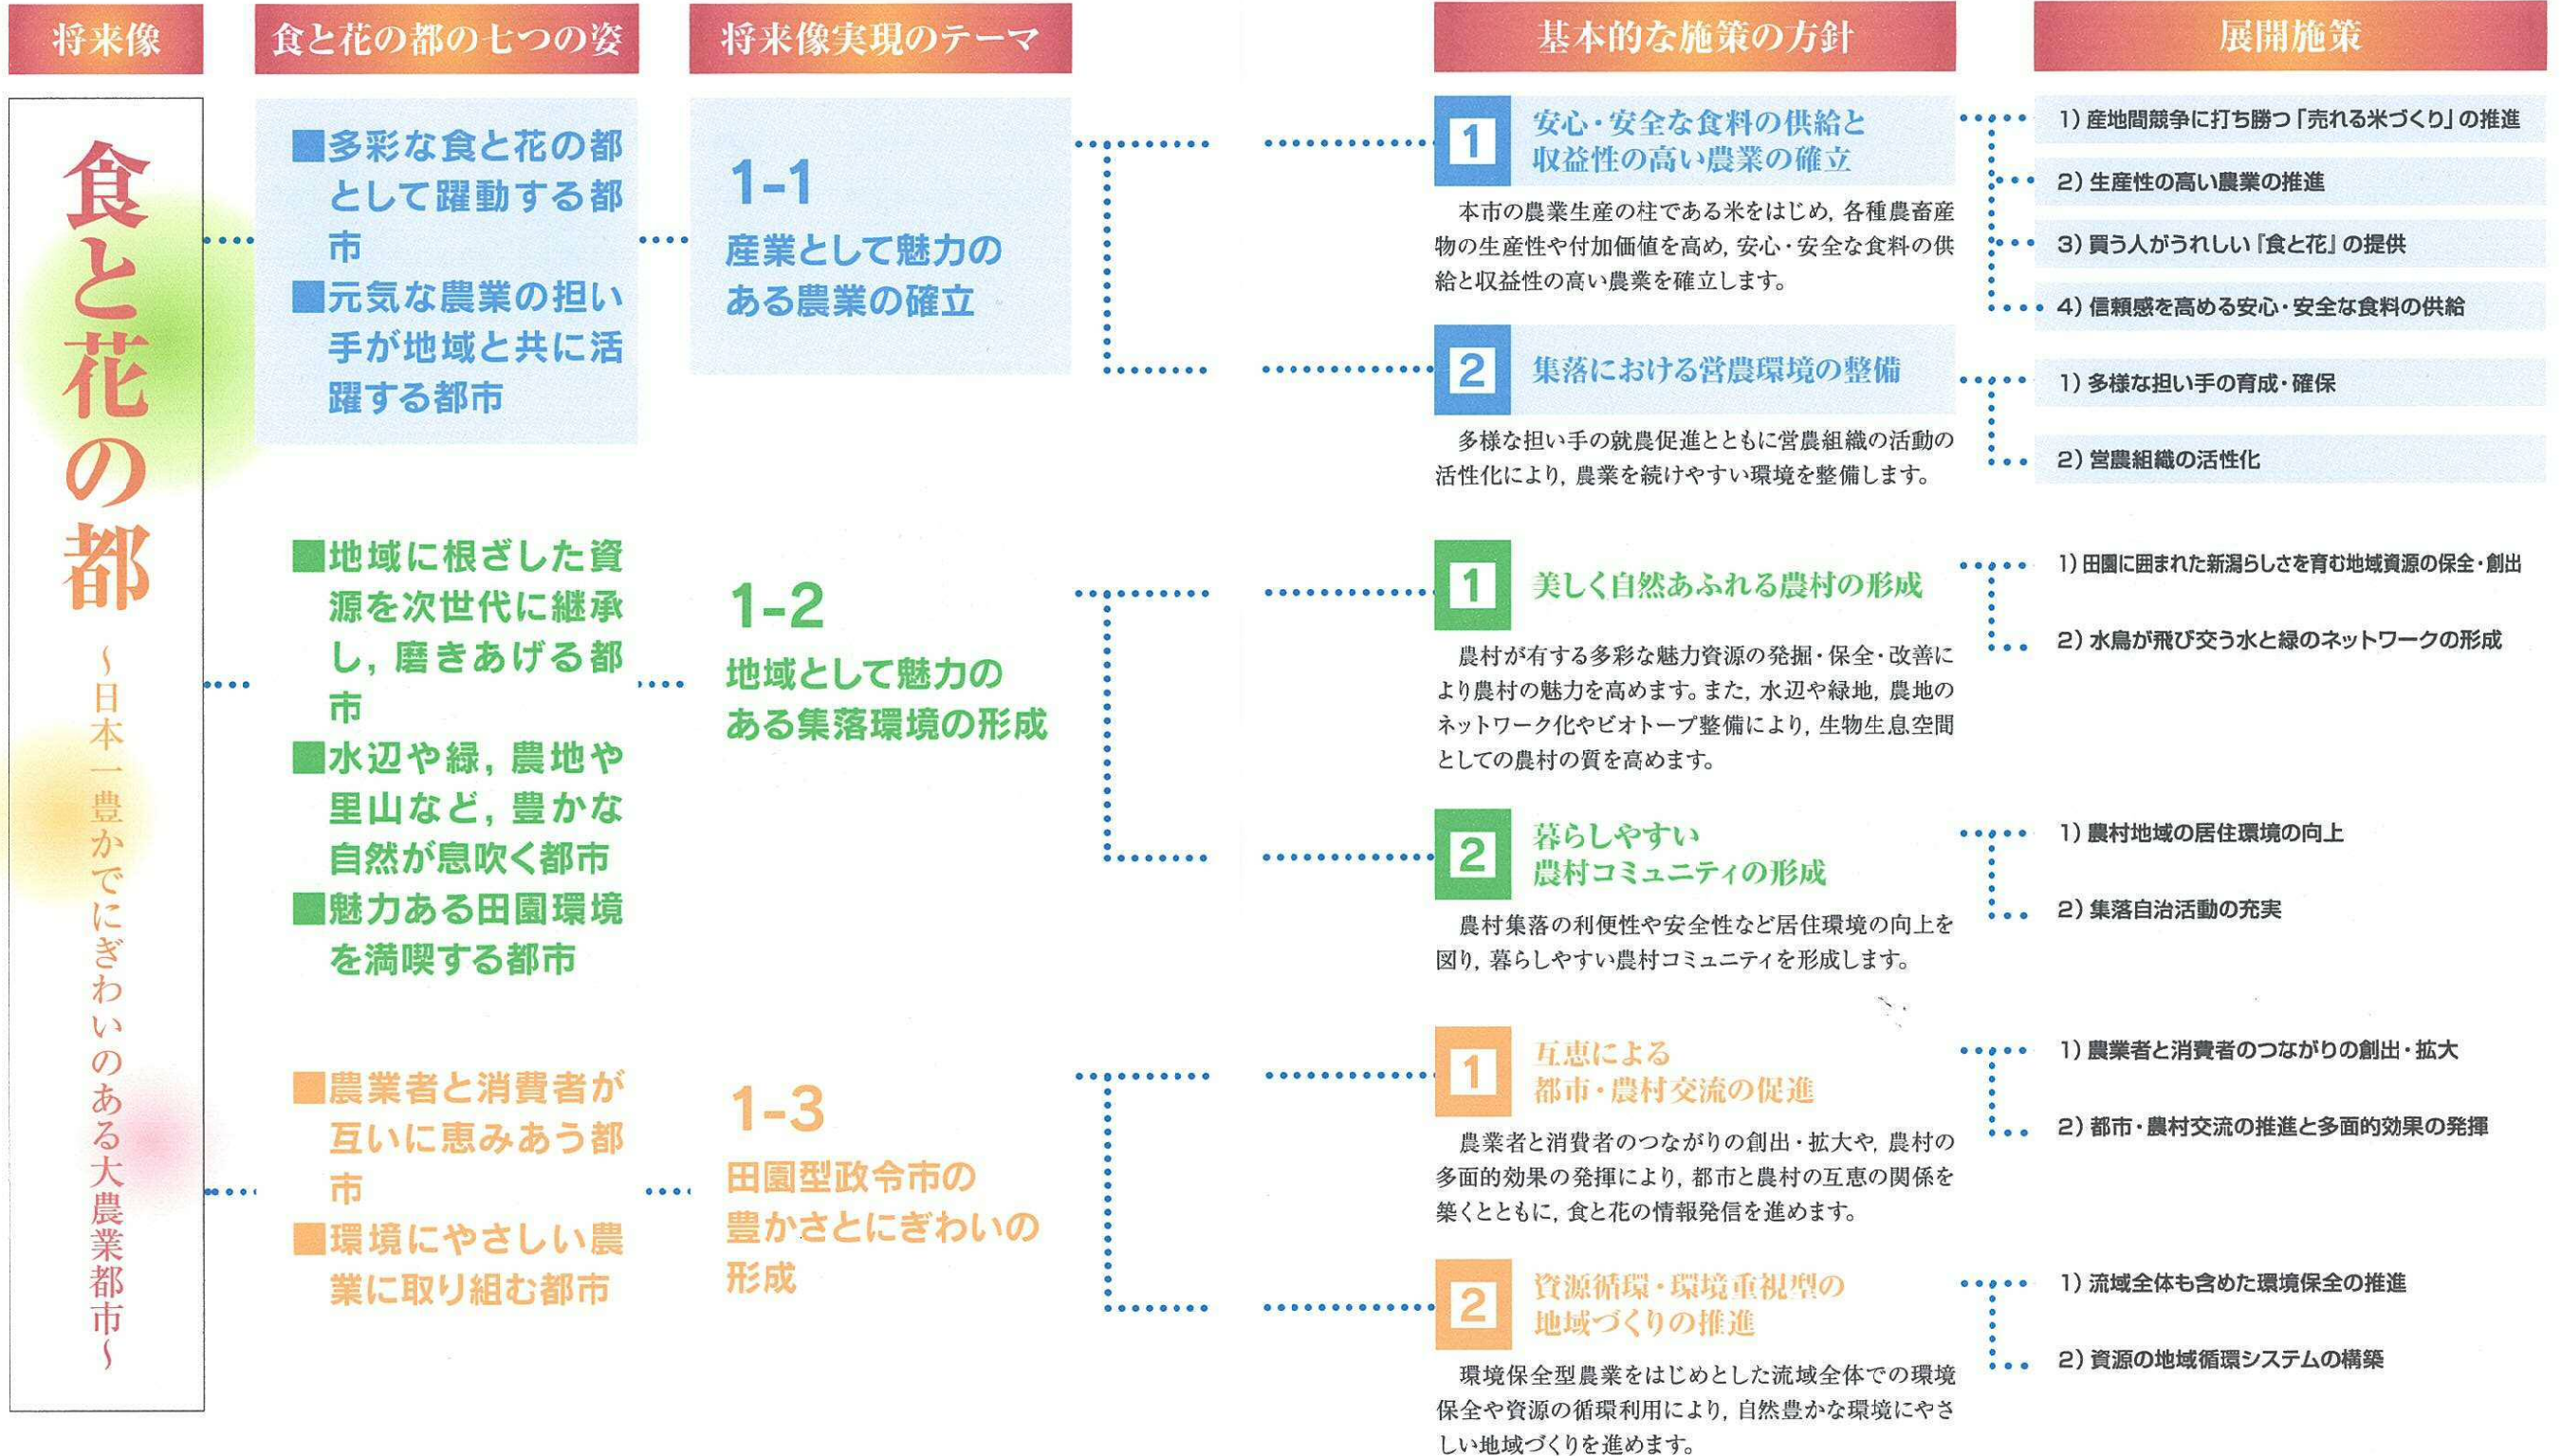 将来像
食と花の都の七つの姿
将来像実現のテーマ
基本的な施策の方針
展開施策
食と花の都
～日本一豊かでにぎわいのある大農業都市～
■多彩な食と花の都
として躍動する都
市
■元気な農業の担い
手が地域と共に活
躍する都市
1-1
産業として魅力の
ある農業の確立
1
安心・安全な食料の供給と
収益性の高い農業の確立
本市の農業生産の柱である米をはじめ, 各種農畜産
物の生産性や付加価値を高め, 安心・安全な食料の供
給と収益性の高い農業を確立します。
1) 産地間競争に打ち勝つ「売れる米づくり」の推進
2) 生産性の高い農業の推進
3) 買う人がうれしい『食と花』の提供
4) 信頼感を高める安心・安全な食料の供給
2
集落における営農環境の整備
多様な担い手の就農促進とともに営農組織の活動の
活性化により, 農業を続けやすい環境を整備します。
1) 多様な担い手の育成・確保
2) 営農組織の活性化
■地域に根ざした資
源を次世代に継承
し, 磨きあげる都
市
■水辺や緑, 農地や
里山など, 豊かな
自然が息吹く都市
■魅力ある田園環境
を満喫する都市
1-2
地域として魅力の
ある集落環境の形成
1
美しく自然あふれる農村の形成
農村が有する多彩な魅力資源の発掘・保全・改善に
より農村の魅力を高めます。また, 水辺や緑地, 農地の
ネットワーク化やビオトープ整備により, 生物生息空間
としての農村の質を高めます。
1) 田園に囲まれた新潟らしさを育む地域資源の保全・創出
2) 水鳥が飛び交う水と緑のネットワークの形成
2
暮らしやすい
農村コミュニティの形成
農村集落の利便性や安全性など居住環境の向上を
図り, 暮らしやすい農村コミュニティを形成します。
1) 農村地域の居住環境の向上
2) 集落自治活動の充実
■農業者と消費者が
互いに恵みあう都
市
■環境にやさしい農
業に取り組む都市
1-3
田園型政令市の
豊かさとにぎわいの
形成
1
互恵による
都市・農村交流の促進
農業者と消費者のつながりの創出・拡大や, 農村の
多面的効果の発揮により, 都市と農村の互恵の関係を
築くとともに, 食と花の情報発信を進めます。
1) 農業者と消費者のつながりの創出・拡大
2) 都市・農村交流の推進と多面的効果の発揮
2
資源循環・環境重視型の
地域づくりの推進
環境保全型農業をはじめとした流域全体での環境
保全や資源の循環利用により, 自然豊かな環境にやさ
しい地域づくりを進めます。
1) 流域全体も含めた環境保全の推進
2) 資源の地域循環システムの構築